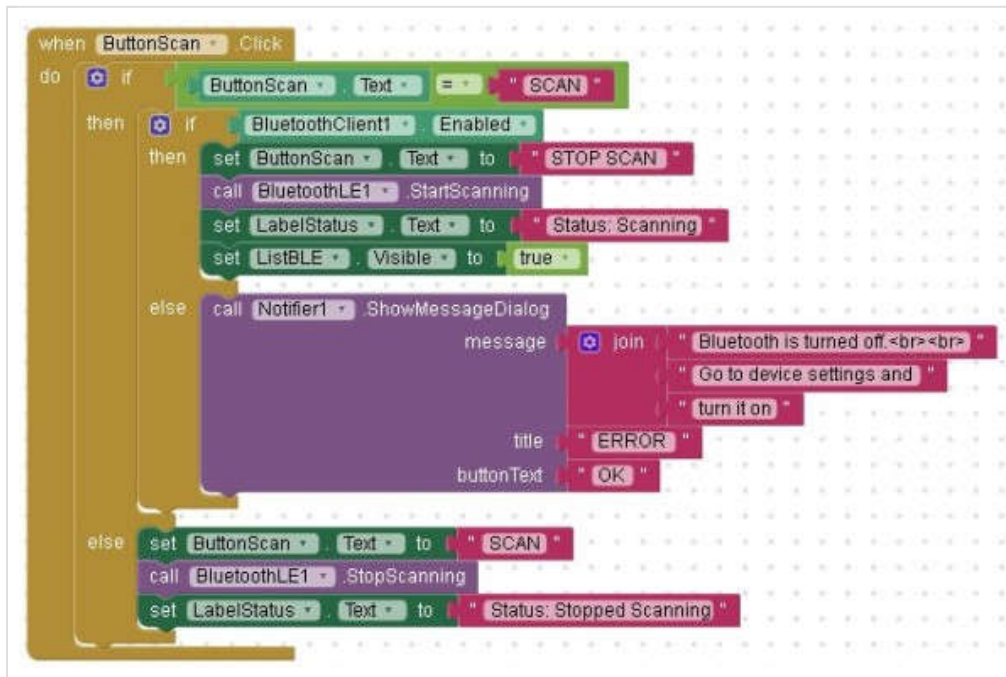 when ButtonScan .Click
do if ButtonScan . Text = " SCAN "
then if BluetoothClient1 . Enabled
then set ButtonScan . Text to " STOP SCAN "
call BluetoothLE1 .StartScanning
set LabelStatus . Text to " Status: Scanning "
set ListBLE . Visible to true
else call Notifier1 .ShowMessageDialog
message join " Bluetooth is turned off.<br><br> "
" Go to device settings and "
" turn it on "
title " ERROR "
buttonText " OK "
else set ButtonScan . Text to " SCAN "
call BluetoothLE1 .StopScanning
set LabelStatus . Text to " Status: Stopped Scanning "